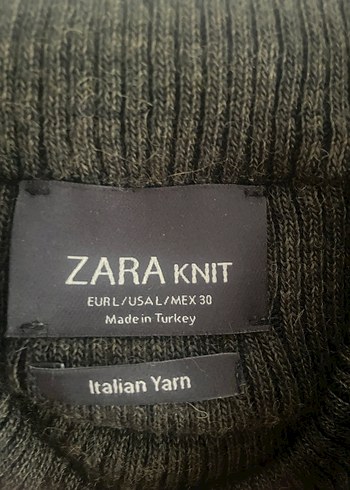 ZARA KNIT
EUR L/USA L/MEX 30
Made in Turkey
Italian Yarn